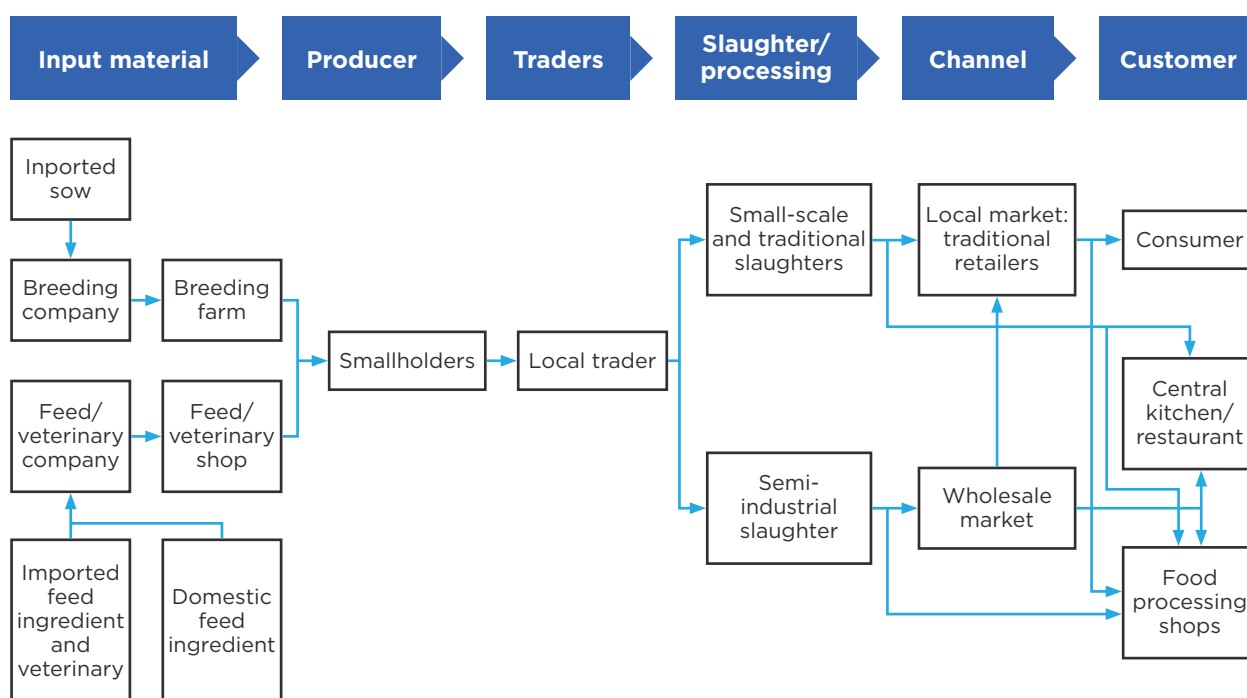 Input material
Producer
Traders
Slaughter/
processing
Channel
Customer
Inported
sow
Breeding
company
Breeding
farm
Feed/
veterinary
company
Feed/
veterinary
shop
Imported
feed
ingredient
and
veterinary
Domestic
feed
ingredient
Smallholders
Local trader
Small-scale
and traditional
slaughters
Semi-
industrial
slaughter
Local market:
traditional
retailers
Wholesale
market
Consumer
Central
kitchen/
restaurant
Food
processing
shops